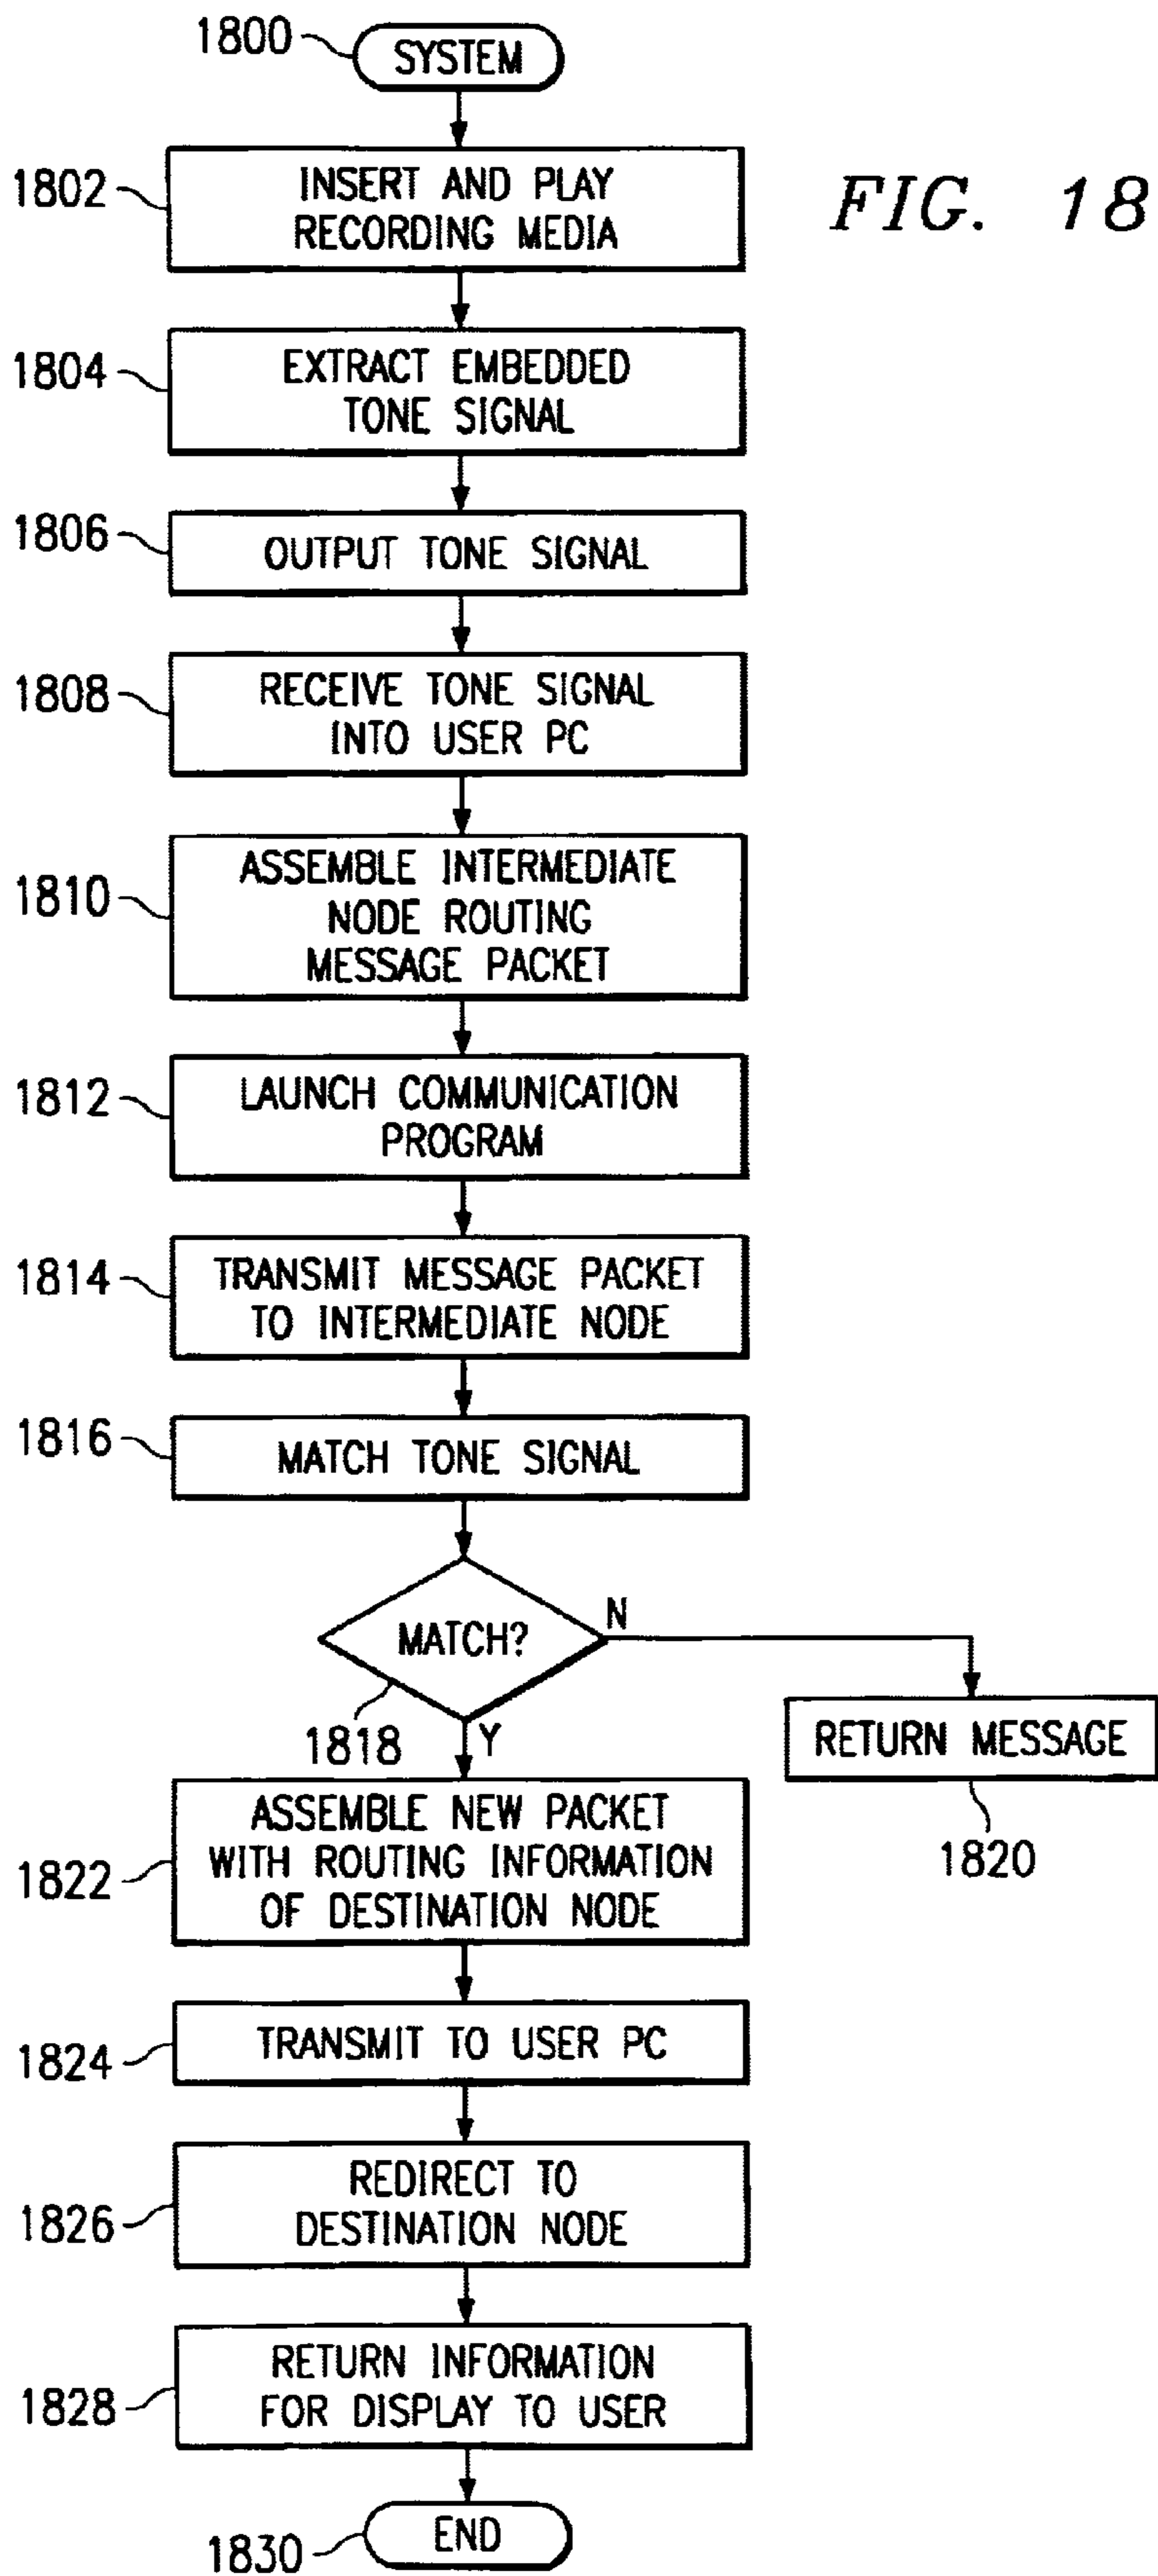 1800
SYSTEM
1802
INSERT AND PLAY
RECORDING MEDIA
FIG. 18
1804
EXTRACT EMBEDDED
TONE SIGNAL
1806
OUTPUT TONE SIGNAL
1808
RECEIVE TONE SIGNAL
INTO USER PC
1810
ASSEMBLE INTERMEDIATE
NODE ROUTING
MESSAGE PACKET
1812
LAUNCH COMMUNICATION
PROGRAM
1814
TRANSMIT MESSAGE PACKET
TO INTERMEDIATE NODE
1816
MATCH TONE SIGNAL
MATCH?
N
1818
Y
RETURN MESSAGE
1820
1822
ASSEMBLE NEW PACKET
WITH ROUTING INFORMATION
OF DESTINATION NODE
1824
TRANSMIT TO USER PC
1826
REDIRECT TO
DESTINATION NODE
1828
RETURN INFORMATION
FOR DISPLAY TO USER
1830
END